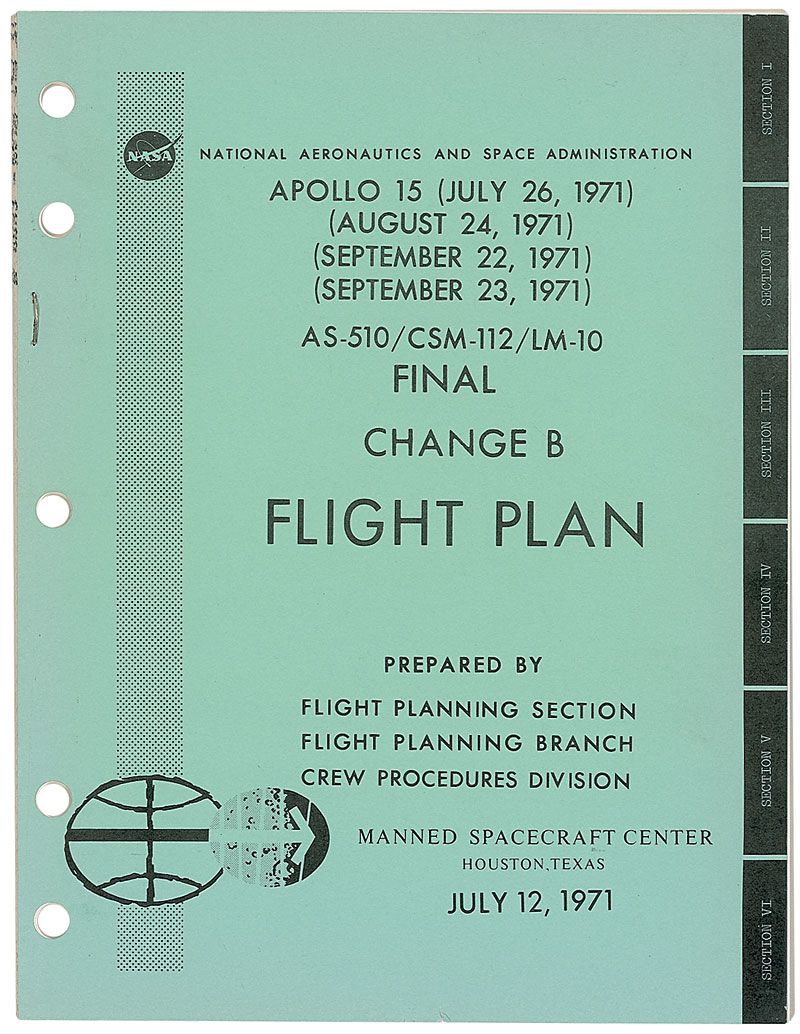 NASA
NATIONAL AERONAUTICS AND SPACE ADMINISTRATION
APOLLO 15 (JULY 26, 1971)
(AUGUST 24, 1971)
(SEPTEMBER 22, 1971)
(SEPTEMBER 23, 1971)
AS-510/CSM-112/LM-10
FINAL
CHANGE B
FLIGHT PLAN
PREPARED BY
FLIGHT PLANNING SECTION
FLIGHT PLANNING BRANCH
CREW PROCEDURES DIVISION
MANNED SPACECRAFT CENTER
HOUSTON, TEXAS
JULY 12, 1971
SECTION I
SECTION II
SECTION III
SECTION IV
SECTION V
SECTION VI